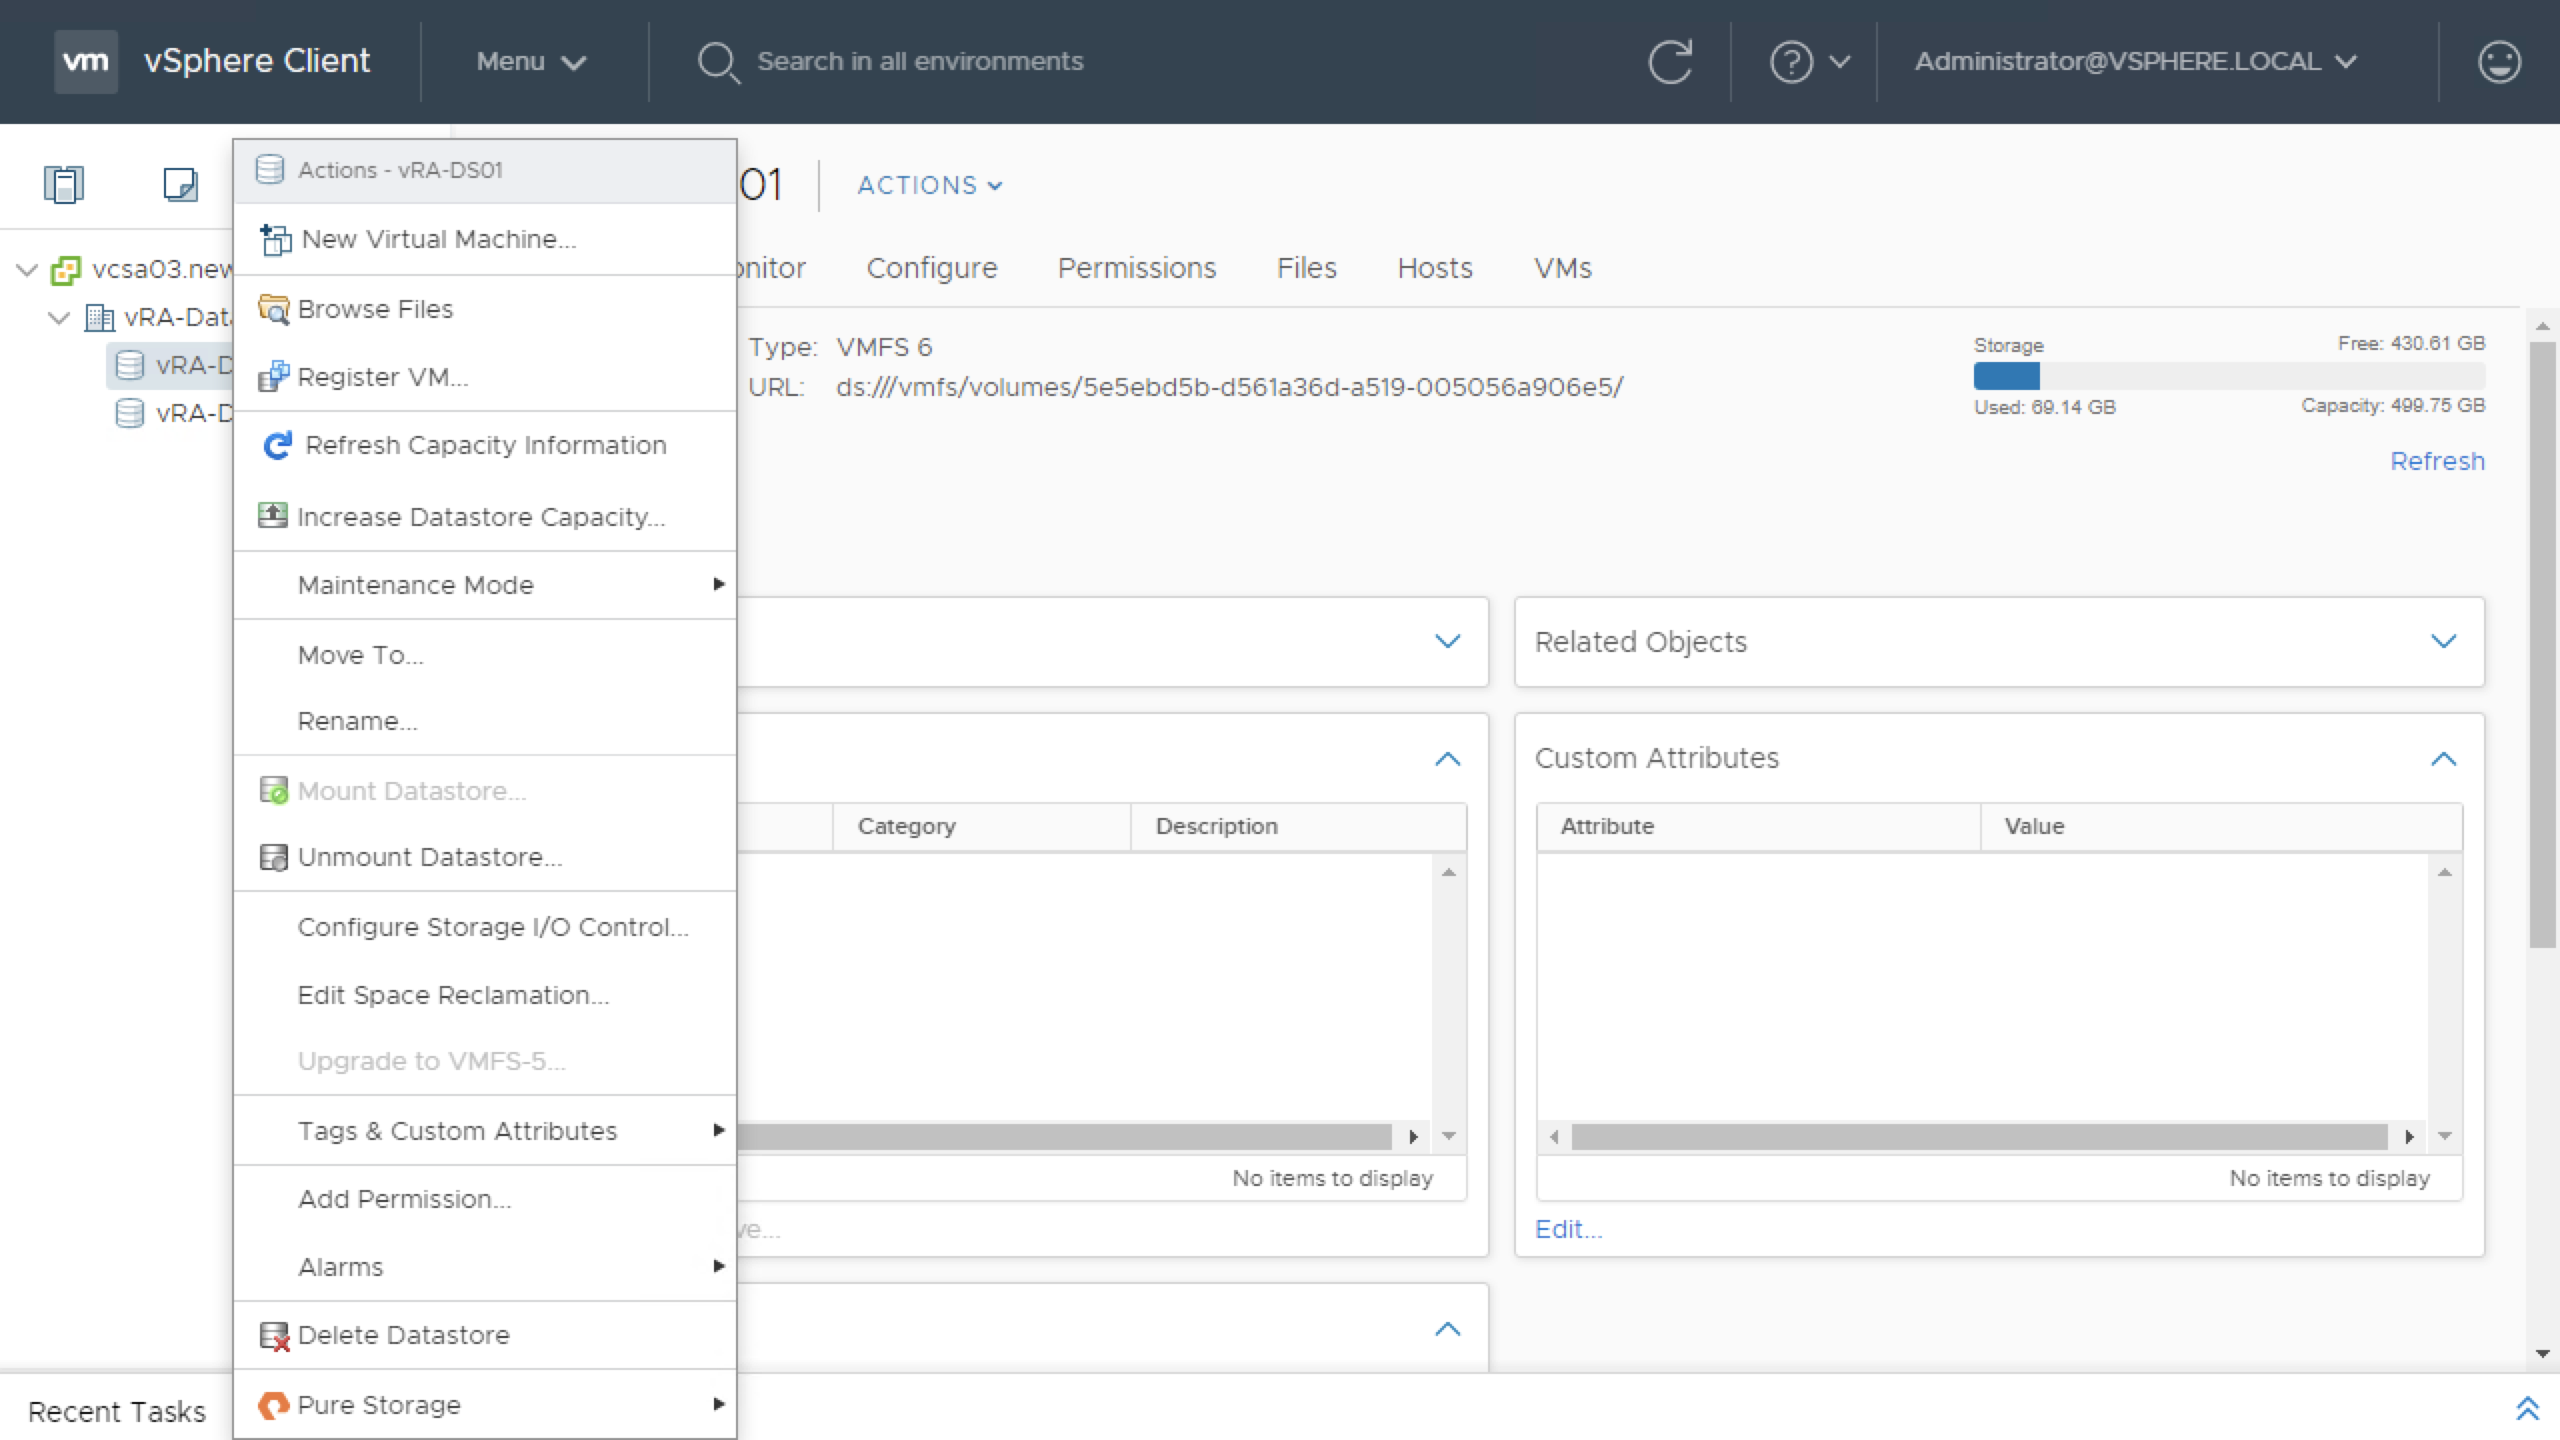 vm vSphere Client Menu Search in all environments Administrator@VSPHERE.LOCAL
Actions - vRA-DS01
01 ACTIONS
New Virtual Machine...
Browse Files
Register VM...
Refresh Capacity Information
Increase Datastore Capacity...
Maintenance Mode
Move To...
Rename...
Mount Datastore...
Unmount Datastore...
Configure Storage I/O Control...
Edit Space Reclamation...
Upgrade to VMFS-5...
Tags & Custom Attributes
Add Permission...
Alarms
Delete Datastore
Pure Storage
vcsa03.new
vRA-Dat
vRA-D
vRA-D
onitor Configure Permissions Files Hosts VMs
Type: VMFS 6
URL: ds:///vmfs/volumes/5e5ebd5b-d561a36d-a519-005056a906e5/
Storage Free: 430.61 GB
Used: 69.14 GB Capacity: 499.75 GB
Refresh
Related Objects
Custom Attributes
Category Description
No items to display
ve...
Attribute Value
No items to display
Edit...
Recent Tasks